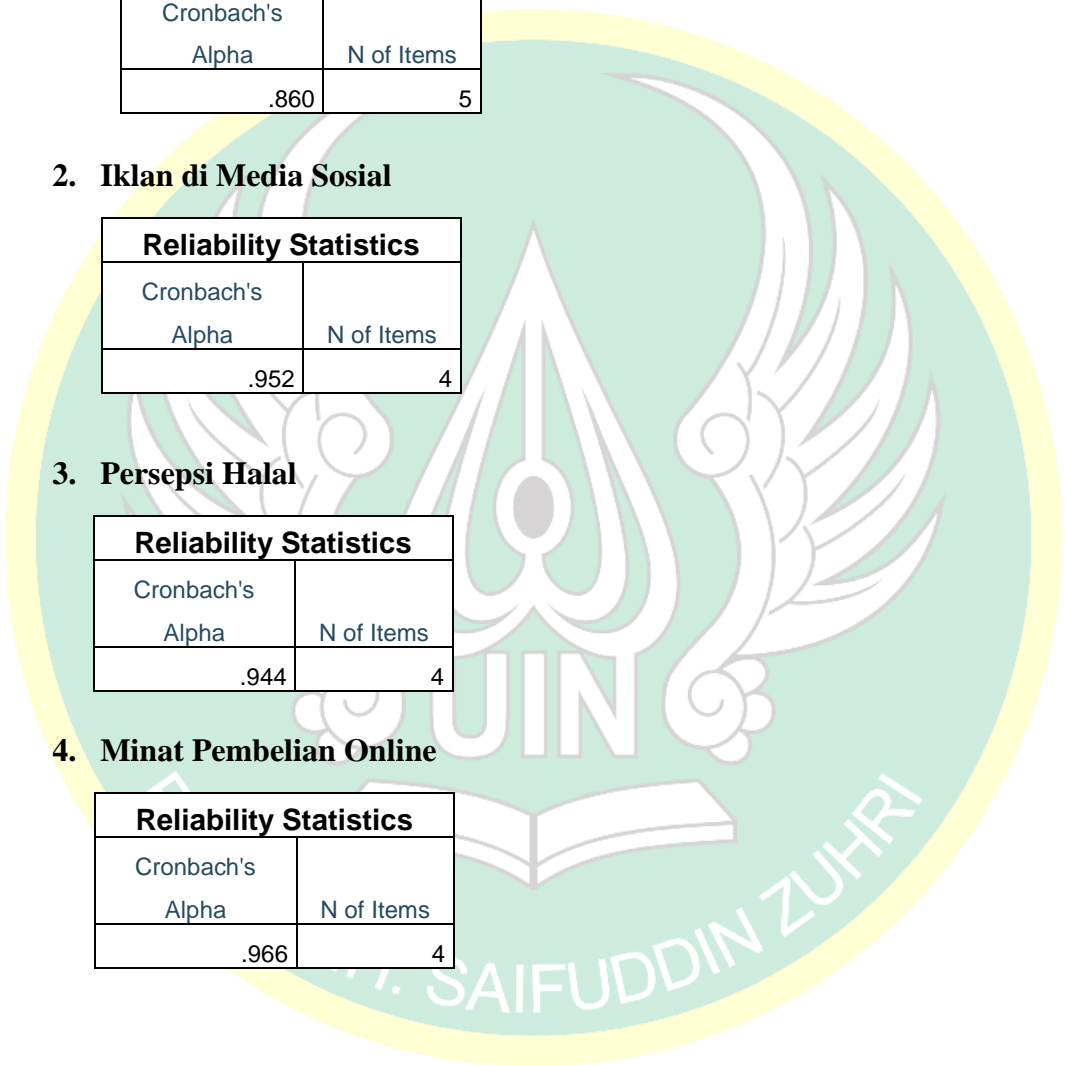 Cronbach's
Alpha N of Items
.860 5
2. Iklan di Media Sosial
Reliability Statistics
Cronbach's
Alpha N of Items
.952 4
3. Persepsi Halal
Reliability Statistics
Cronbach's
Alpha N of Items
.944 4
4. Minat Pembelian Online
Reliability Statistics
Cronbach's
Alpha N of Items
.966 4
UIN
SAIFUDDIN ZUHRI